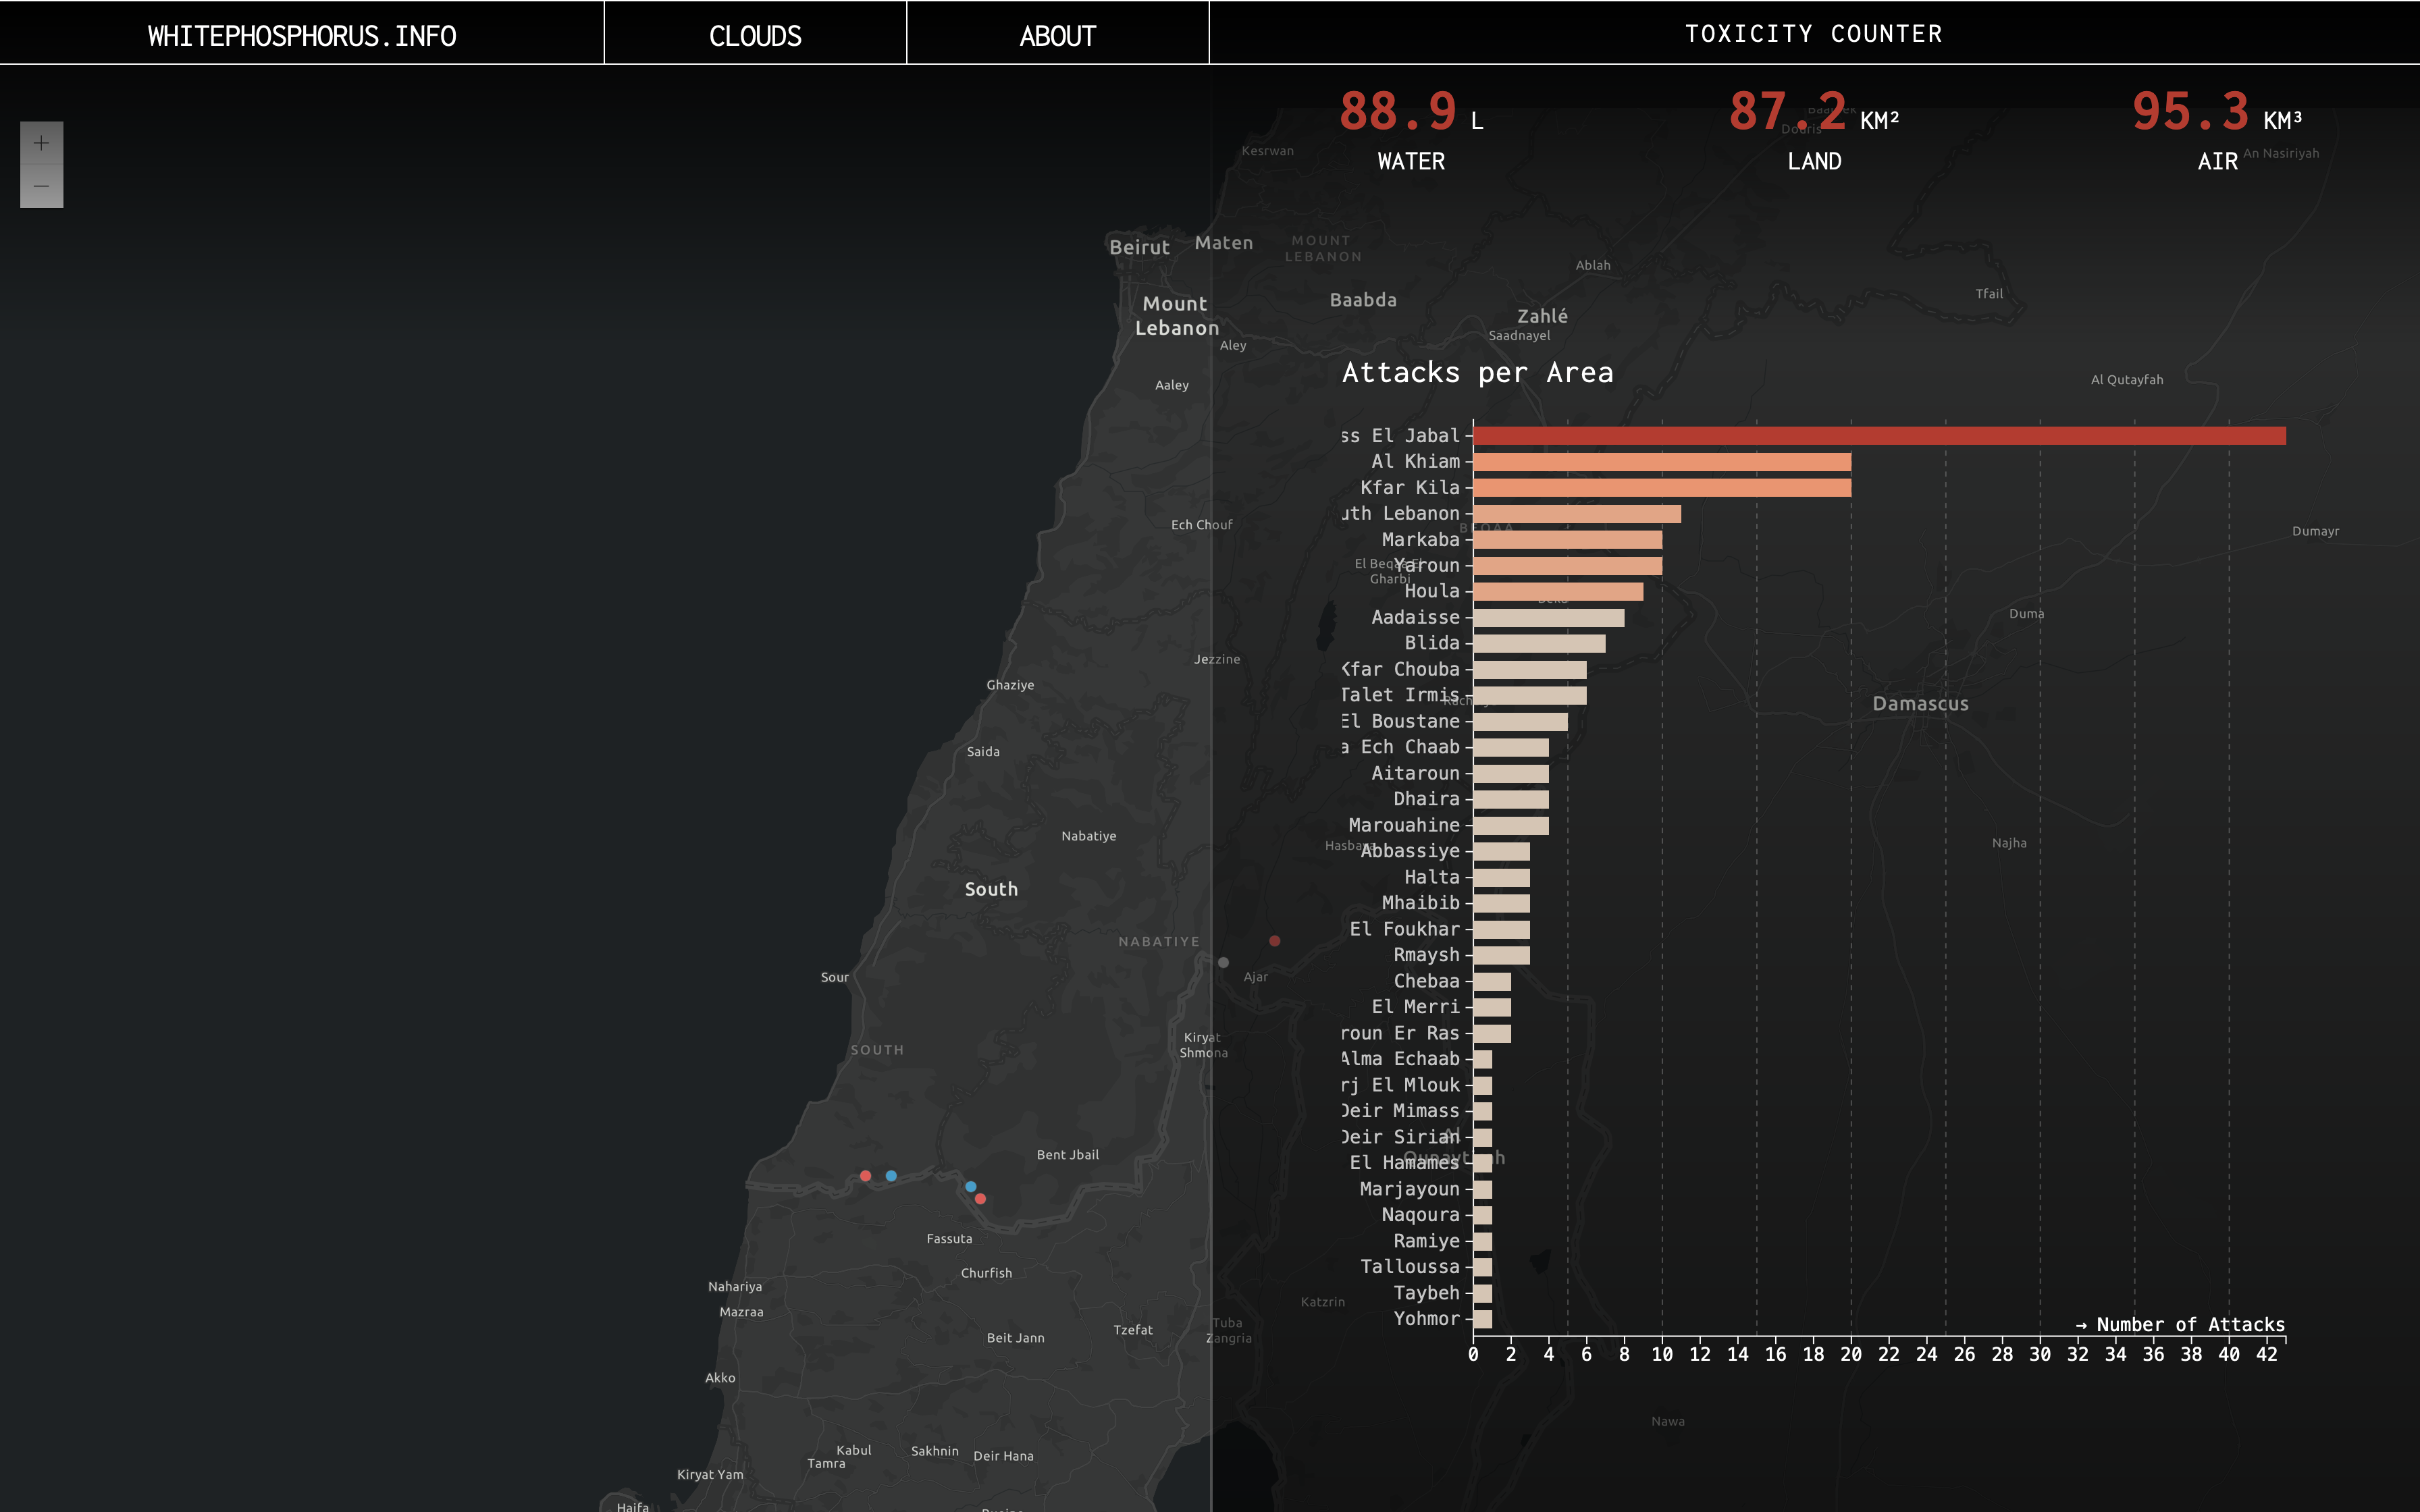 WHITEPHOSPHORUS.INFO
CLOUDS
ABOUT
TOXICITY COUNTER
88.9 L
WATER
87.2 KM²
LAND
95.3 KM³
AIR
+
−
Kesrwan
Douris
An Nasiriyah
Beirut
Maten
MOUNT
LEBANON
Ablah
Mount
Lebanon
Baabda
Zahlé
Saadnayel
Tfail
Aley
Aaley
Al Qutayfah
Ech Chouf
Dumayr
El Beqaa El
Gharbi
Duma
Jezzine
Ghaziye
Damascus
Saida
Nabatiye
Najha
South
NABATIYE
Sour
Ajar
SOUTH
Kiryat
Shmona
Bent Jbail
Fassuta
Churfish
Nahariya
Mazraa
Beit Jann
Tzefat
Katzrin
Tuba
Zangria
Akko
Nawa
Kabul
Tamra
Sakhnin
Deir Hana
Kiryat Yam
Haifa
Attacks per Area
ss El Jabal
Al Khiam
Kfar Kila
uth Lebanon
BEQAA
Markaba
Yaroun
Houla
Aadaisse
Blida
Kfar Chouba
Talet Irmis
El Boustane
a Ech Chaab
Aitaroun
Dhaira
Marouahine
Abbassiye
Halta
Mhaibib
El Foukhar
Rmaysh
Chebaa
El Merri
roun Er Ras
Alma Echaab
rj El Mlouk
Deir Mimass
Deir Sirian
El Hamames
Marjayoun
Naqoura
Ramiye
Talloussa
Taybeh
Yohmor
→ Number of Attacks
0 2 4 6 8 10 12 14 16 18 20 22 24 26 28 30 32 34 36 38 40 42